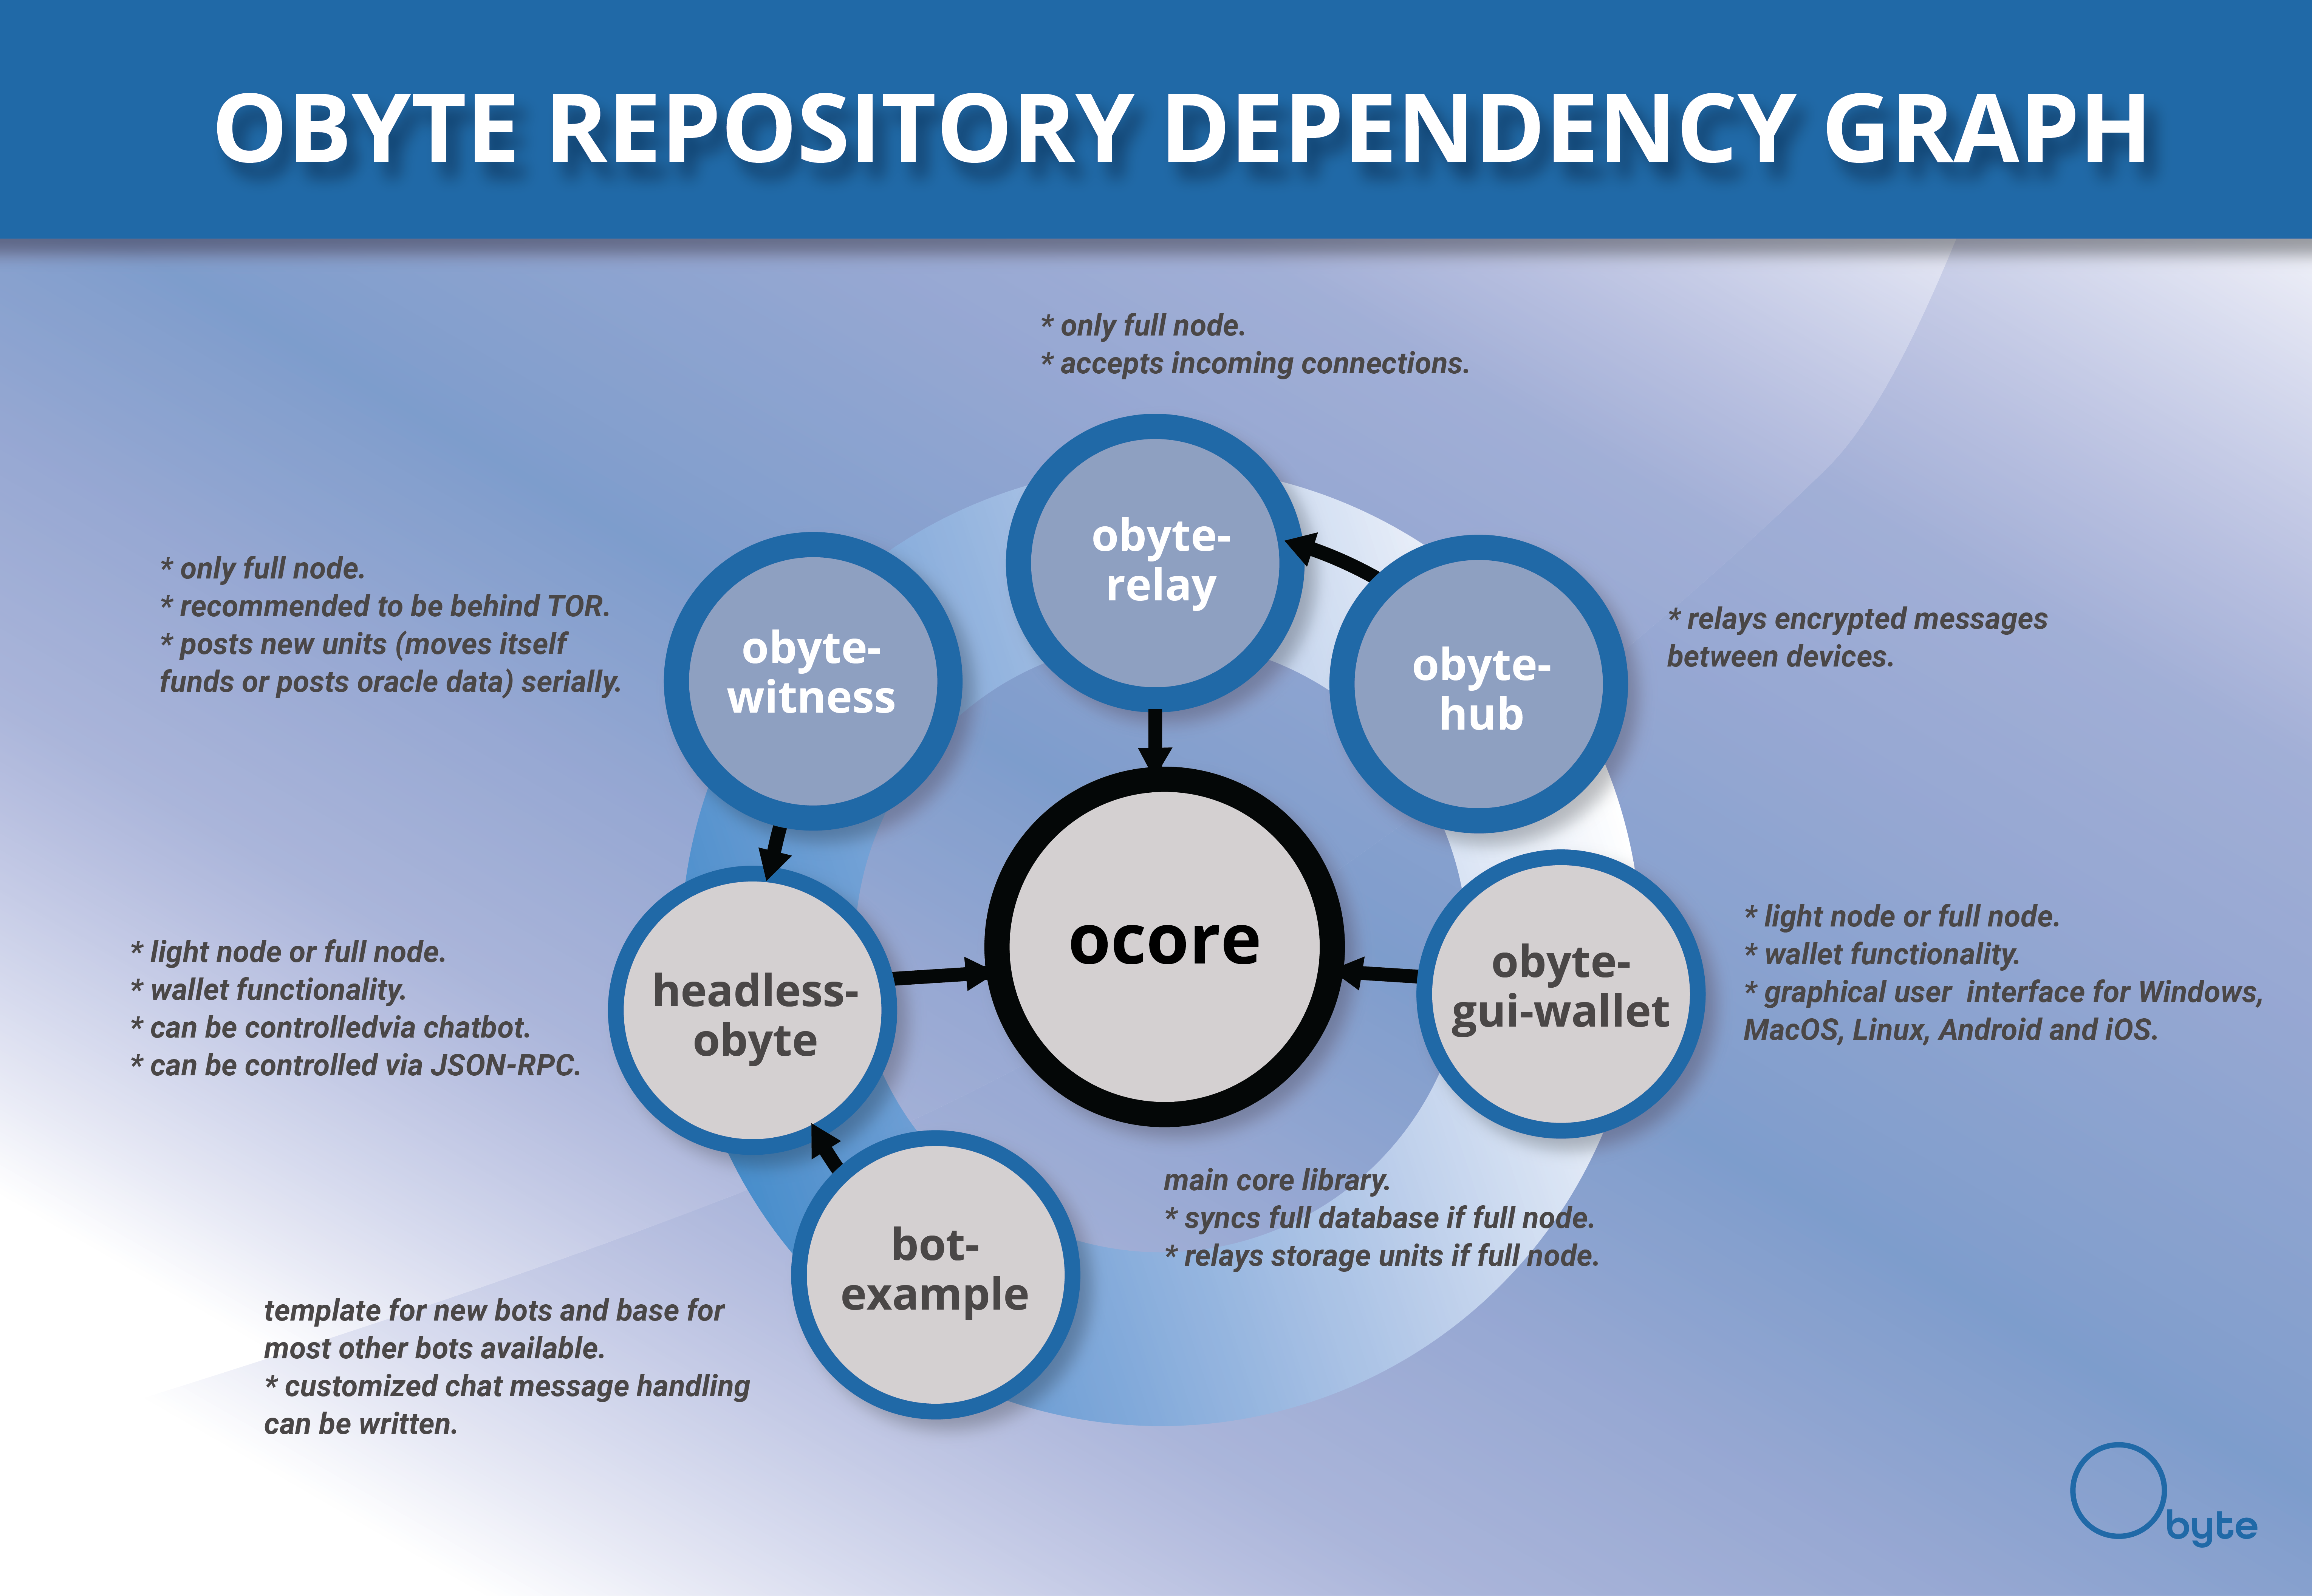 OBYTE REPOSITORY DEPENDENCY GRAPH
* only full node.
* accepts incoming connections.
obyte-
relay
* only full node.
* recommended to be behind TOR.
* posts new units (moves itself
funds or posts oracle data) serially.
obyte-
witness
obyte-
hub
* relays encrypted messages
between devices.
* light node or full node.
* wallet functionality.
* can be controlledvia chatbot.
* can be controlled via JSON-RPC.
headless-
obyte
ocore
obyte-
gui-wallet
* light node or full node.
* wallet functionality.
* graphical user  interface for Windows,
MacOS, Linux, Android and iOS.
main core library.
* syncs full database if full node.
* relays storage units if full node.
bot-
example
template for new bots and base for
most other bots available.
* customized chat message handling
can be written.
Obyte